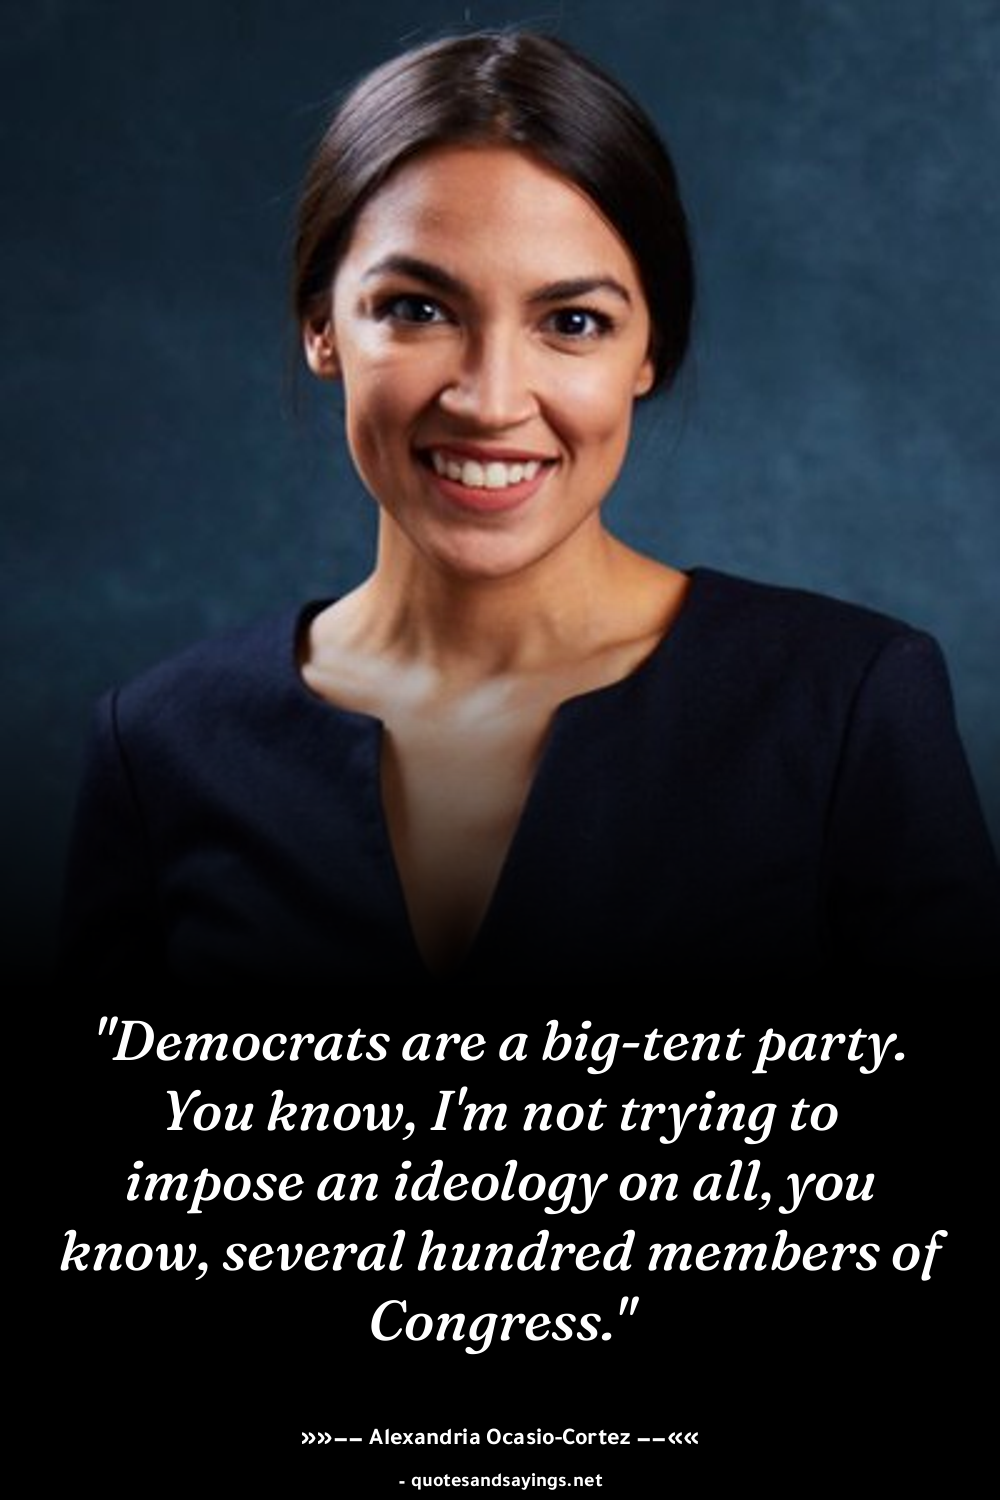 "Democrats are a big-tent party.
You know, I'm not trying to
impose an ideology on all, you
know, several hundred members of
Congress."
»»−− Alexandria Ocasio-Cortez −−««
- quotesandsayings.net